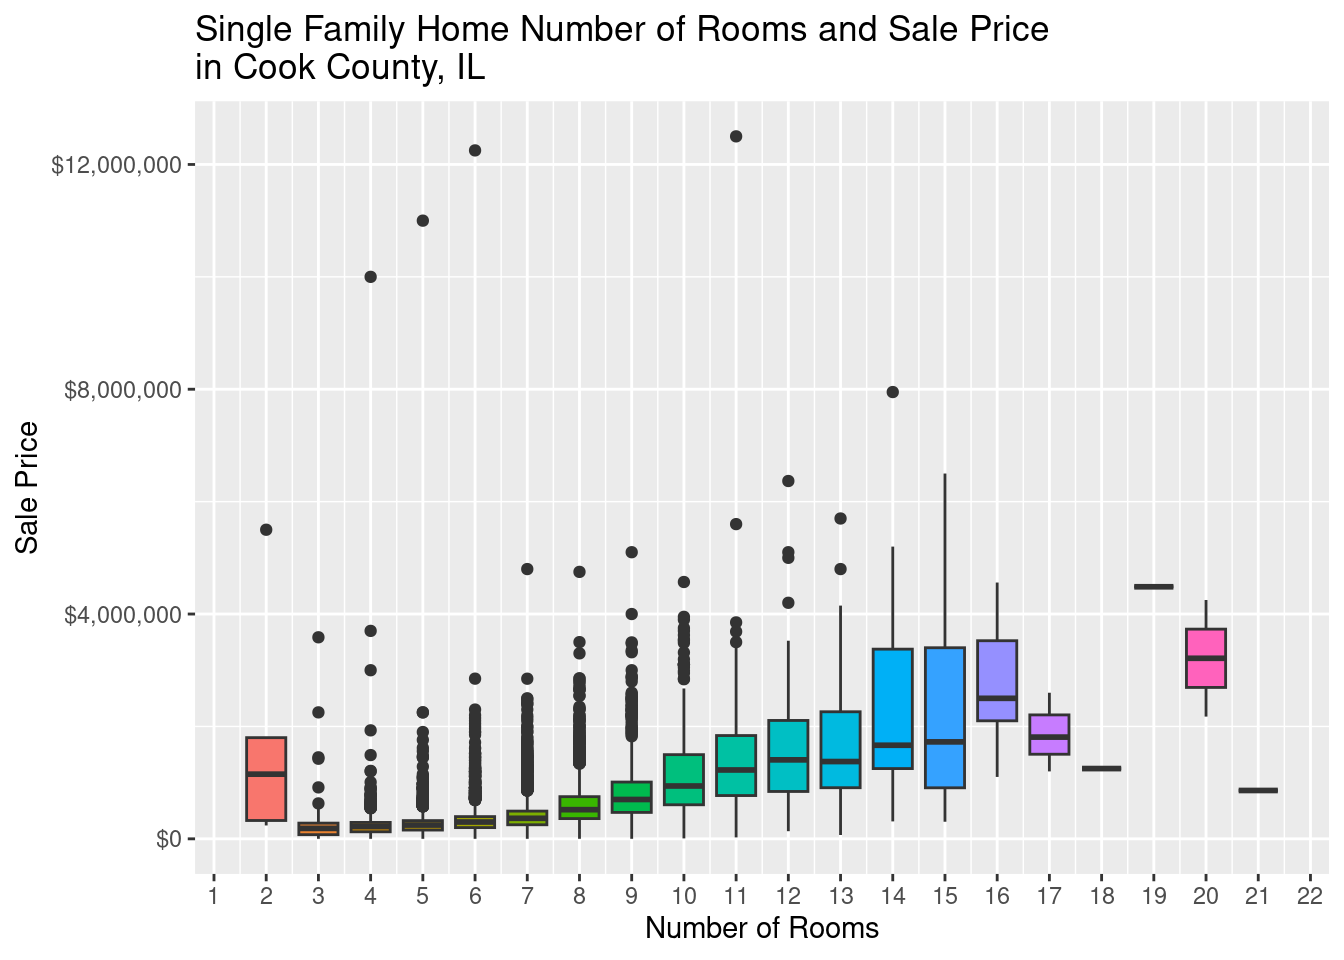 Single Family Home Number of Rooms and Sale Price
in Cook County, IL
Sale Price
$12,000,000
$8,000,000
$4,000,000
$0
1 2 3 4 5 6 7 8 9 10 11 12 13 14 15 16 17 18 19 20 21 22
Number of Rooms